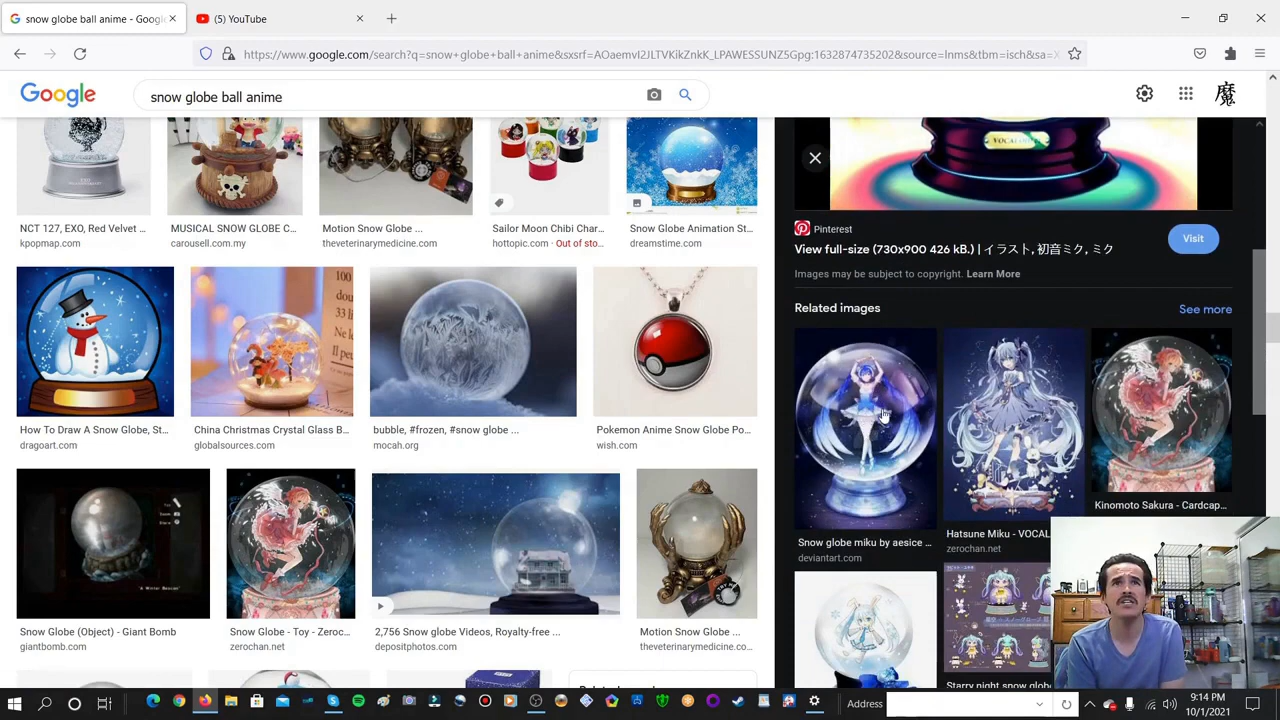 snow globe ball anime - Google
(5) YouTube
https://www.google.com/search?q=snow+globe+ball+anime&sxsrf=AOaemvI2JLTVKikZnkK_LPAWESSUNZ5Gpg:1632874735202&source=lnms&tbm=isch&sa=X
Google
snow globe ball anime
魔
VOCALOID
NCT 127, EXO, Red Velvet ...
kpopmap.com
MUSICAL SNOW GLOBE C...
carousell.com.my
Motion Snow Globe ...
theveterinarymedicine.com
Sailor Moon Chibi Char...
hottopic.com · Out of sto...
Snow Globe Animation St...
dreamstime.com
Pinterest
View full-size (730x900 426 kB.) | イラスト, 初音ミク, ミク
Visit
Images may be subject to copyright. Learn More
Related images
See more
100
How To Draw A Snow Globe, St...
dragoart.com
China Christmas Crystal Glass B...
globalsources.com
bubble, #frozen, #snow globe ...
mocah.org
Pokemon Anime Snow Globe Po...
wish.com
Snow globe miku by aesice ...
deviantart.com
Hatsune Miku - VOCAL
zerochan.net
Kinomoto Sakura - Cardcap...
Starry night snow globe
Snow Globe (Object) - Giant Bomb
giantbomb.com
Snow Globe - Toy - Zeroc...
zerochan.net
2,756 Snow globe Videos, Royalty-free ...
depositphotos.com
Motion Snow Globe ...
theveterinarymedicine.co...
Address
9:14 PM
10/1/2021